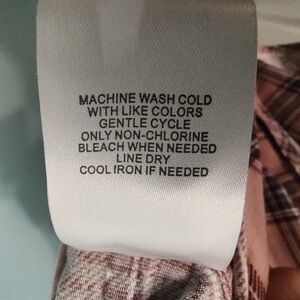 MACHINE WASH COLD
WITH LIKE COLORS
GENTLE CYCLE
ONLY NON-CHLORINE
BLEACH WHEN NEEDED
LINE DRY
COOL IRON IF NEEDED